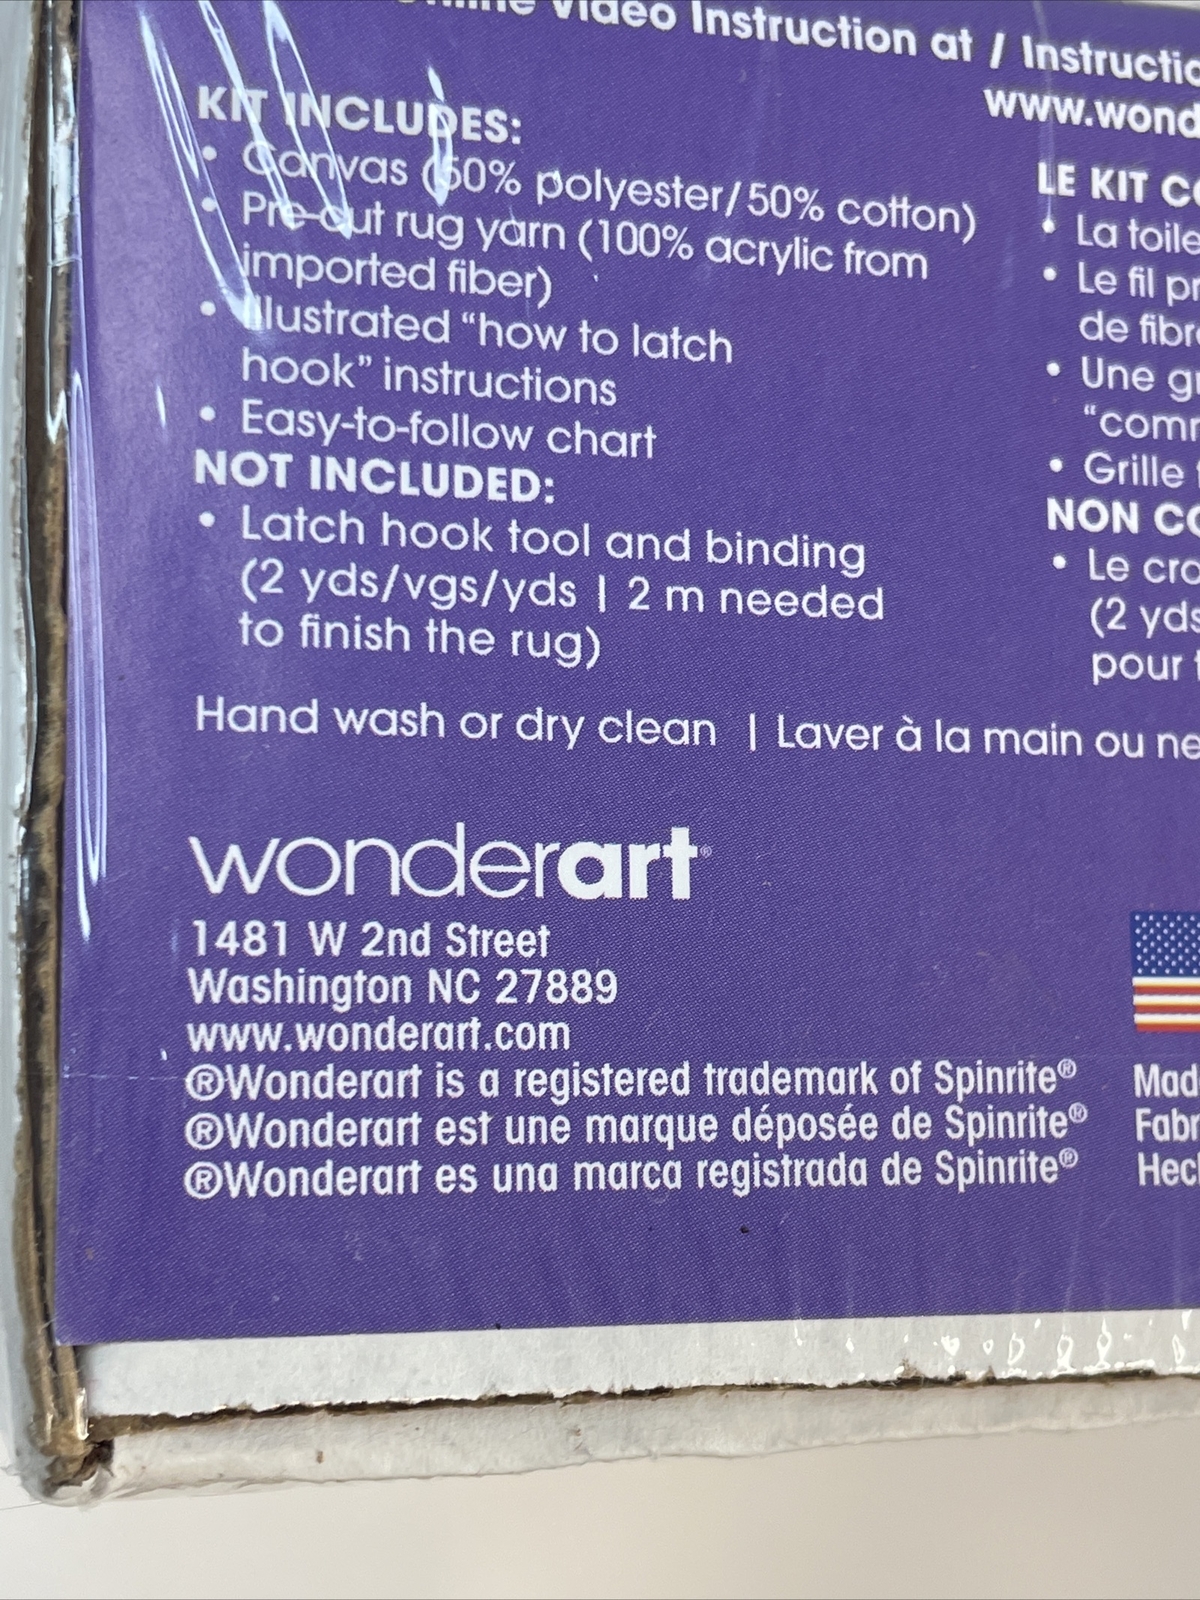 Video Instruction at / Instructio
www.wond
KIT INCLUDES:
• Canvas (50% polyester/50% cotton)
• Pre-cut rug yarn (100% acrylic from
imported fiber)
• Illustrated “how to latch
hook” instructions
• Easy-to-follow chart
NOT INCLUDED:
• Latch hook tool and binding
(2 yds/vgs/yds | 2 m needed
to finish the rug)
LE KIT CO
• La toile
• Le fil pr
de fibre
• Une gu
“comm
• Grille
NON CO
• Le cro
(2 yds
pour
Hand wash or dry clean | Laver à la main ou ne
wonderart®
1481 W 2nd Street
Washington NC 27889
www.wonderart.com
®Wonderart is a registered trademark of Spinrite®
®Wonderart est une marque déposée de Spinrite®
®Wonderart es una marca registrada de Spinrite®
Mad
Fabr
Hech